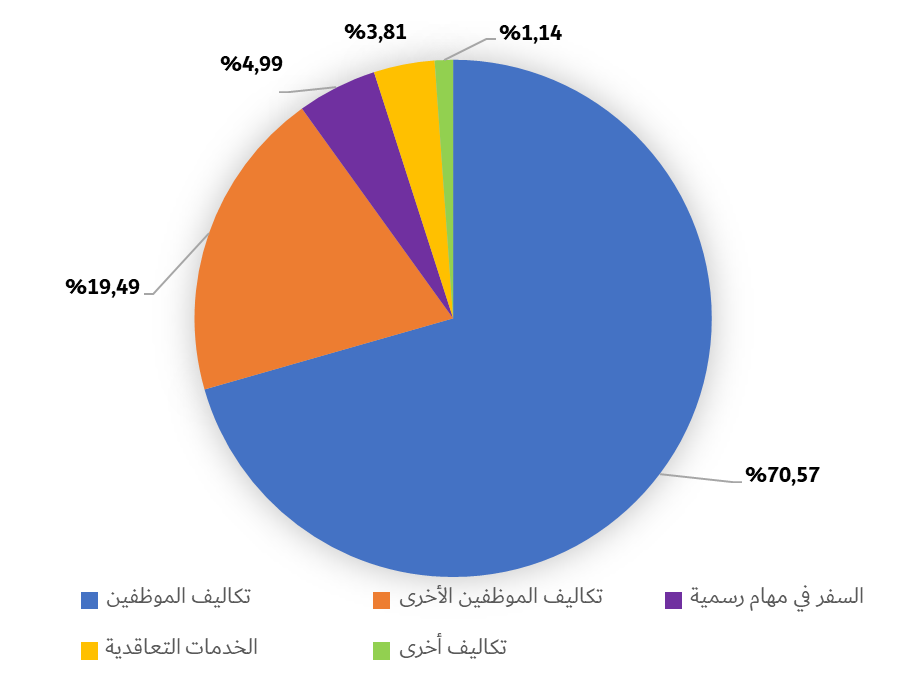 %3,81
%1,14
%4,99
%19,49
%70,57
تكاليف الموظفين
تكاليف الموظفين الأخرى
السفر في مهام رسمية
الخدمات التعاقدية
تكاليف أخرى